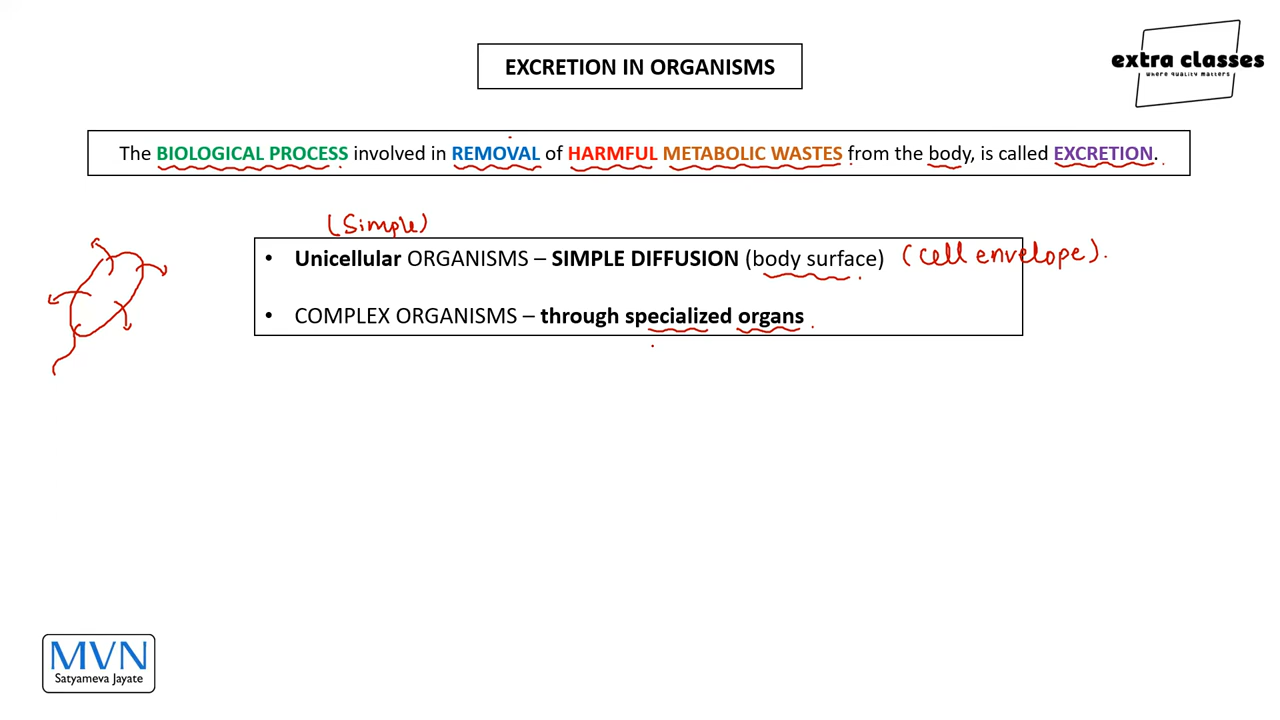 EXCRETION IN ORGANISMS
extra classes
where quality matters
The BIOLOGICAL PROCESS involved in REMOVAL of HARMFUL METABOLIC WASTES from the body, is called EXCRETION.
(Simple)
• Unicellular ORGANISMS – SIMPLE DIFFUSION (body surface) (cell envelope).
• COMPLEX ORGANISMS – through specialized organs
MVN
Satyameva Jayate